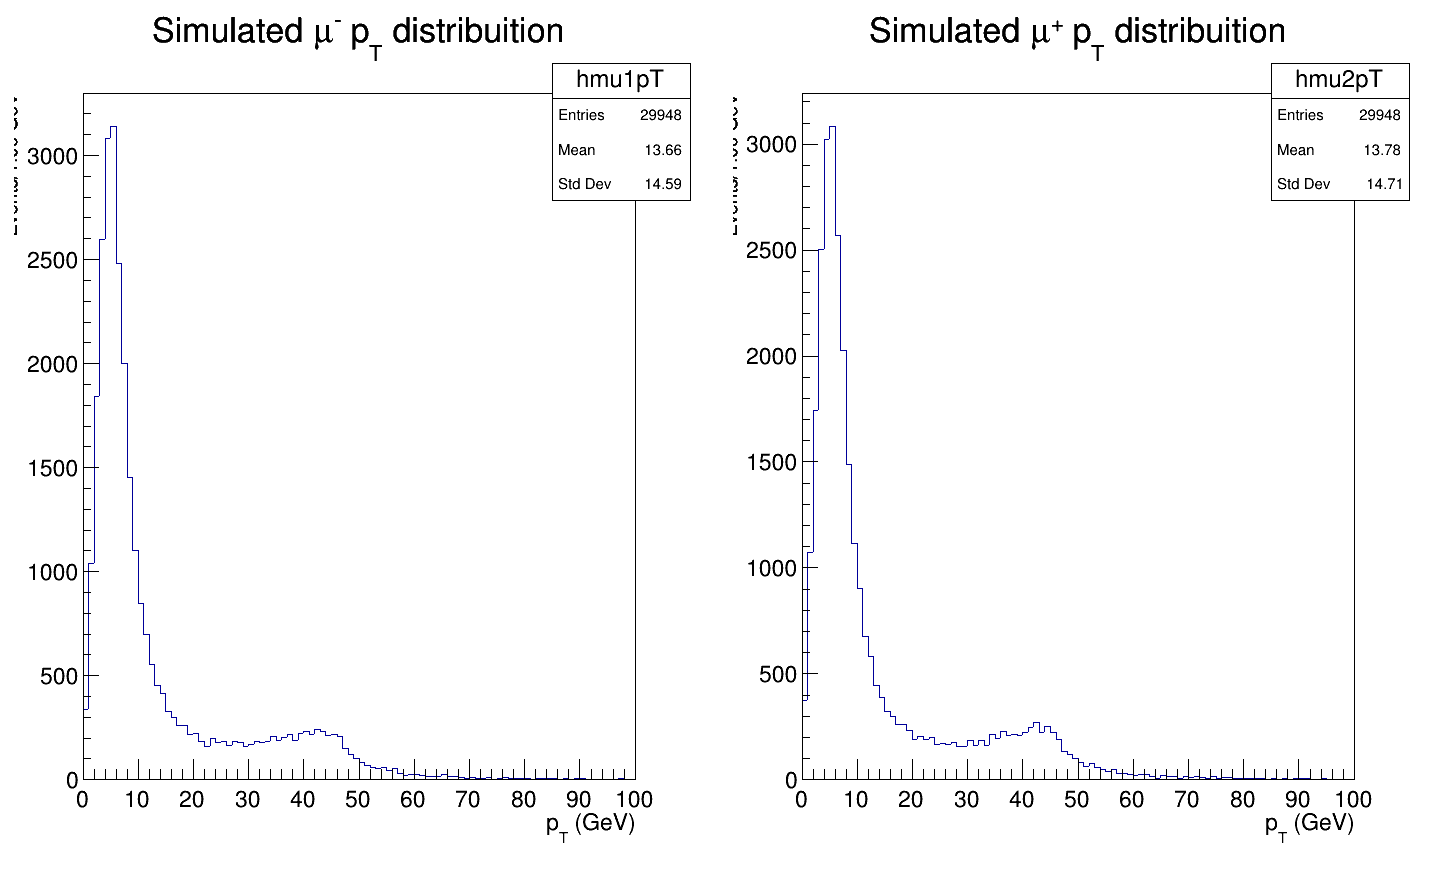 Simulated μ⁻ p_T distribuition
hmu1pT
Entries 29948
Mean 13.66
Std Dev 14.59
3000
2500
2000
1500
1000
500
0
0 10 20 30 40 50 60 70 80 90 100
p_T (GeV)
Simulated μ⁺ p_T distribuition
hmu2pT
Entries 29948
Mean 13.78
Std Dev 14.71
3000
2500
2000
1500
1000
500
0
0 10 20 30 40 50 60 70 80 90 100
p_T (GeV)